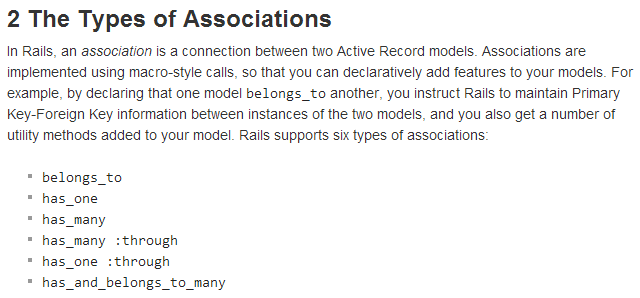 2 The Types of Associations
In Rails, an association is a connection between two Active Record models. Associations are
implemented using macro-style calls, so that you can declaratively add features to your models. For
example, by declaring that one model belongs_to another, you instruct Rails to maintain Primary
Key-Foreign Key information between instances of the two models, and you also get a number of
utility methods added to your model. Rails supports six types of associations:
belongs_to
has_one
has_many
has_many :through
has_one :through
has_and_belongs_to_many